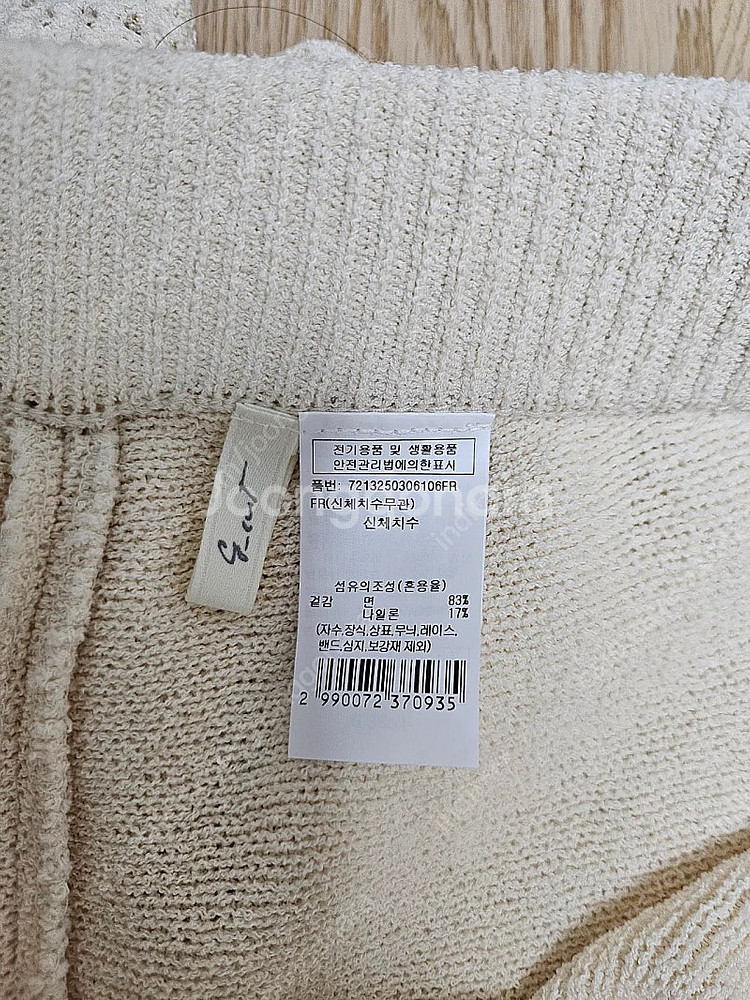 g-cut
전기용품 및 생활용품
안전관리법에의한표시
품번: 7213250306106FR
FR(신체치수무관)
신체치수
섬유의조성(혼용율)
겉감 면 83%
나일론 17%
(자수,장식,상표,무늬,레이스,
밴드,심지,보강재 제외)
2 990072 370935